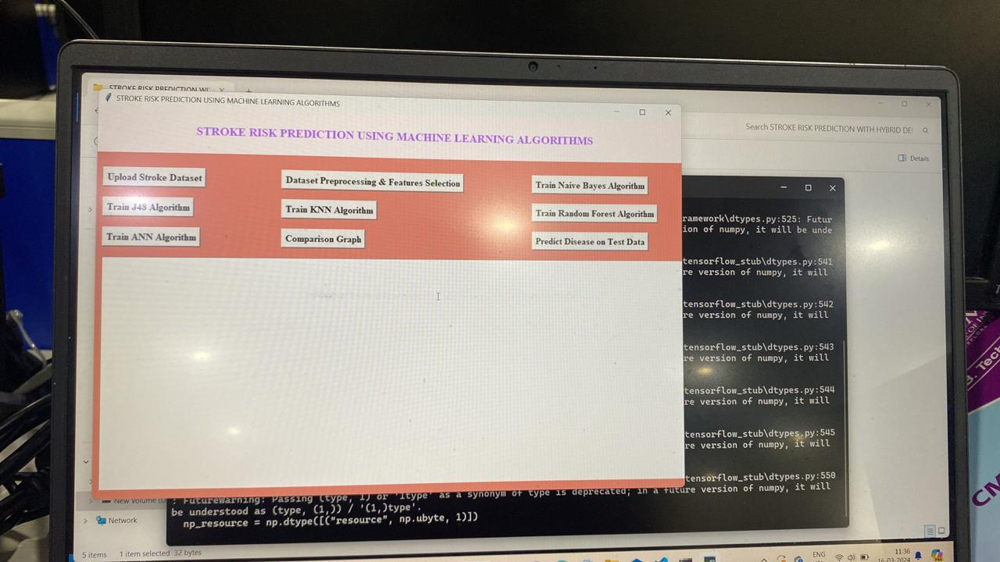 STROKE RISK PREDICTION WI
STROKE RISK PREDICTION USING MACHINE LEARNING ALGORITHMS
Search STROKE RISK PREDICTION WITH HYBRID DE
Details
STROKE RISK PREDICTION USING MACHINE LEARNING ALGORITHMS
Upload Stroke Dataset
Dataset Preprocessing & Features Selection
Train Naive Bayes Algorithm
Train J48 Algorithm
Train KNN Algorithm
Train Random Forest Algorithm
Train ANN Algorithm
Comparison Graph
Predict Disease on Test Data
ramework\dtypes.py:525: Futur
ion of numpy, it will be unde
tensorflow_stub\dtypes.py:541
re version of numpy, it will
tensorflow_stub\dtypes.py:542
re version of numpy, it will
tensorflow_stub\dtypes.py:543
re version of numpy, it will
tensorflow_stub\dtypes.py:544
re version of numpy, it will
tensorflow_stub\dtypes.py:545
re version of numpy, it will
tensorflow_stub\dtypes.py:550
: FutureWarning: Passing (type, 1) or '1type' as a synonym of type is deprecated; in a future version of numpy, it will
be understood as (type, (1,)) / '(1,)type'.
np_resource = np.dtype([("resource", np.ubyte, 1)])
New Volume (D
Network
5 items 1 item selected 32 bytes
ENG
11:36
16-03-2024
B. Tech